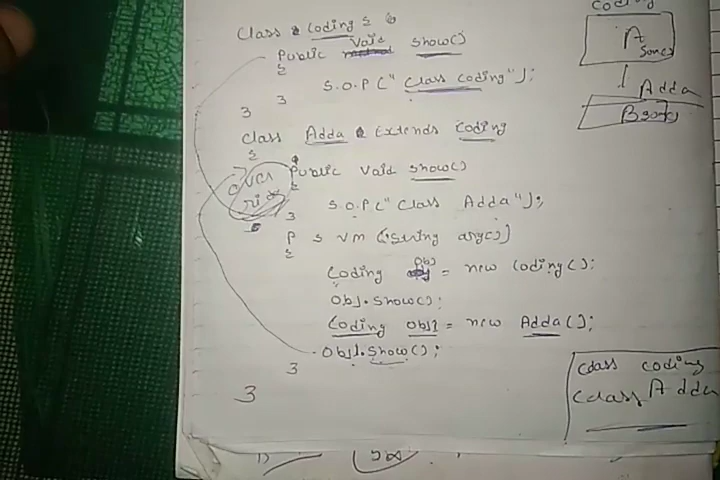 Class Coding {
Public Void Show()
{
S.O.P (" Class Coding");
}
}
Class Adda Extends Coding
{
Public Void Show()
{
over
ride
S.O.P (" Class Adda");
}
P S V M (String args[])
{
Coding obj = new Coding();
Obj.Show();
Coding obj1 = new Adda();
Obj1.Show();
}
}
Coding
A
Adda
B
Class Coding
Class Adda